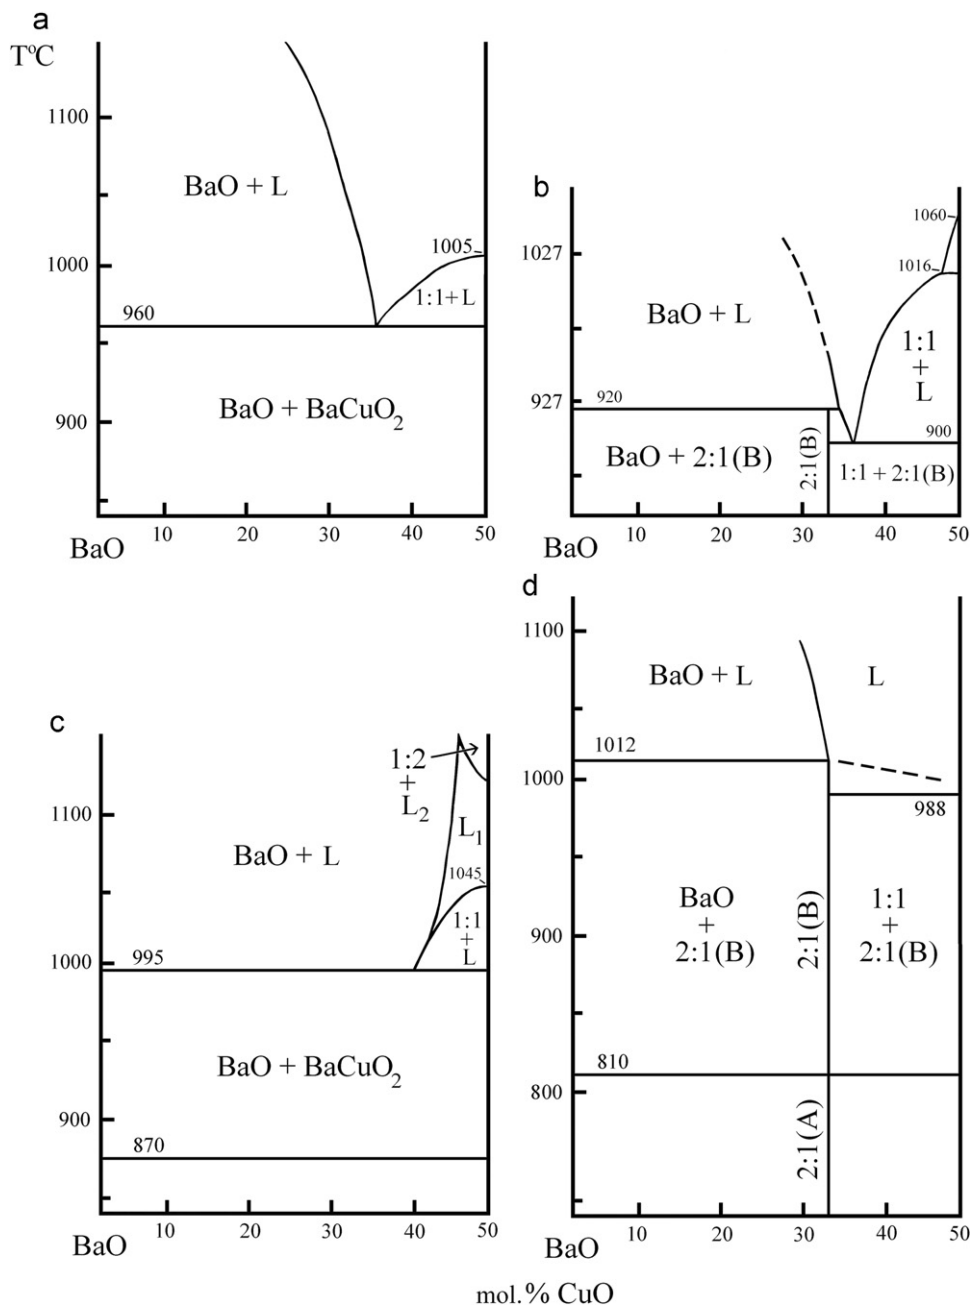 a
T°C
1100
BaO + L
1005
1000
1:1+L
960
BaO + BaCuO₂
900
10
20
30
40
50
BaO
b
1060
1027
1016
BaO + L
1:1
+
L
927
920
900
BaO + 2:1(B)
2:1(B)
1:1 + 2:1(B)
10
20
30
40
50
BaO
c
1:2
+
L₂
1100
L₁
BaO + L
1045
1:1
+
L
1000
995
BaO + BaCuO₂
900
870
10
20
30
40
50
BaO
d
1100
BaO + L
L
1012
1000
988
BaO
+
2:1(B)
2:1(B)
1:1
+
2:1(B)
900
810
800
2:1(A)
10
20
30
40
50
BaO
mol.% CuO